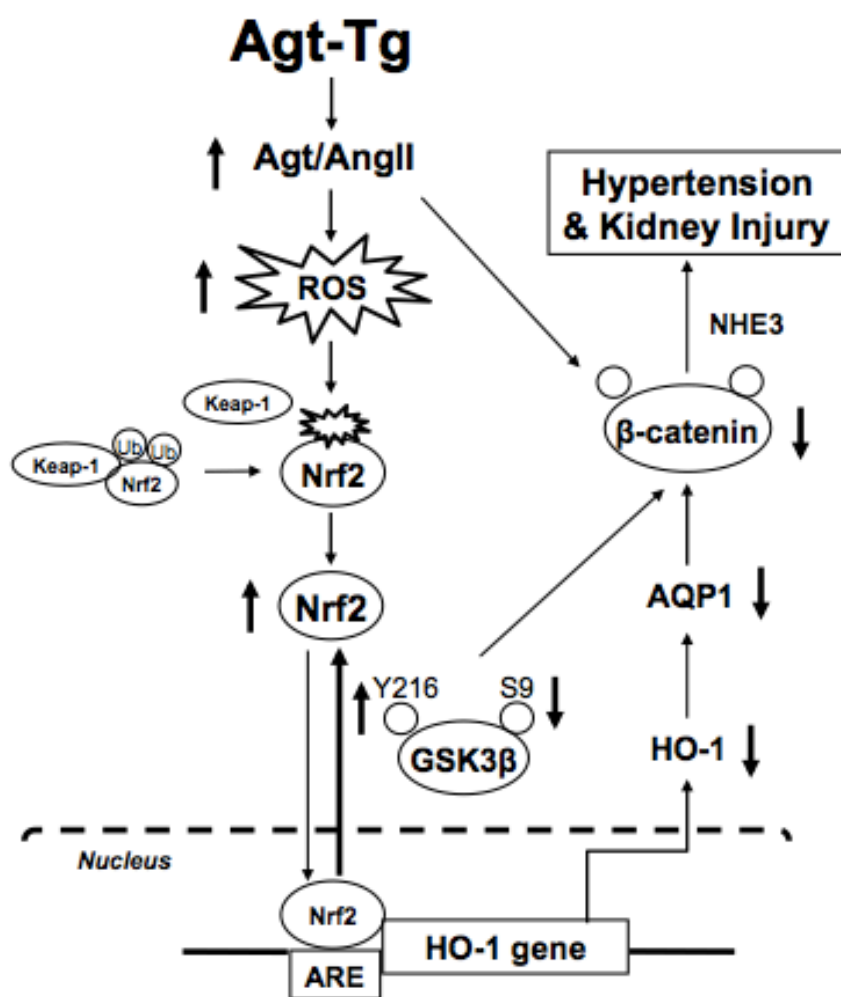 Agt-Tg
Agt/AngII
ROS
Keap-1
Keap-1
Ub
Ub
Nrf2
Nrf2
Nrf2
Hypertension
& Kidney Injury
NHE3
β-catenin
AQP1
HO-1
Y216
S9
GSK3β
Nucleus
Nrf2
ARE
HO-1 gene